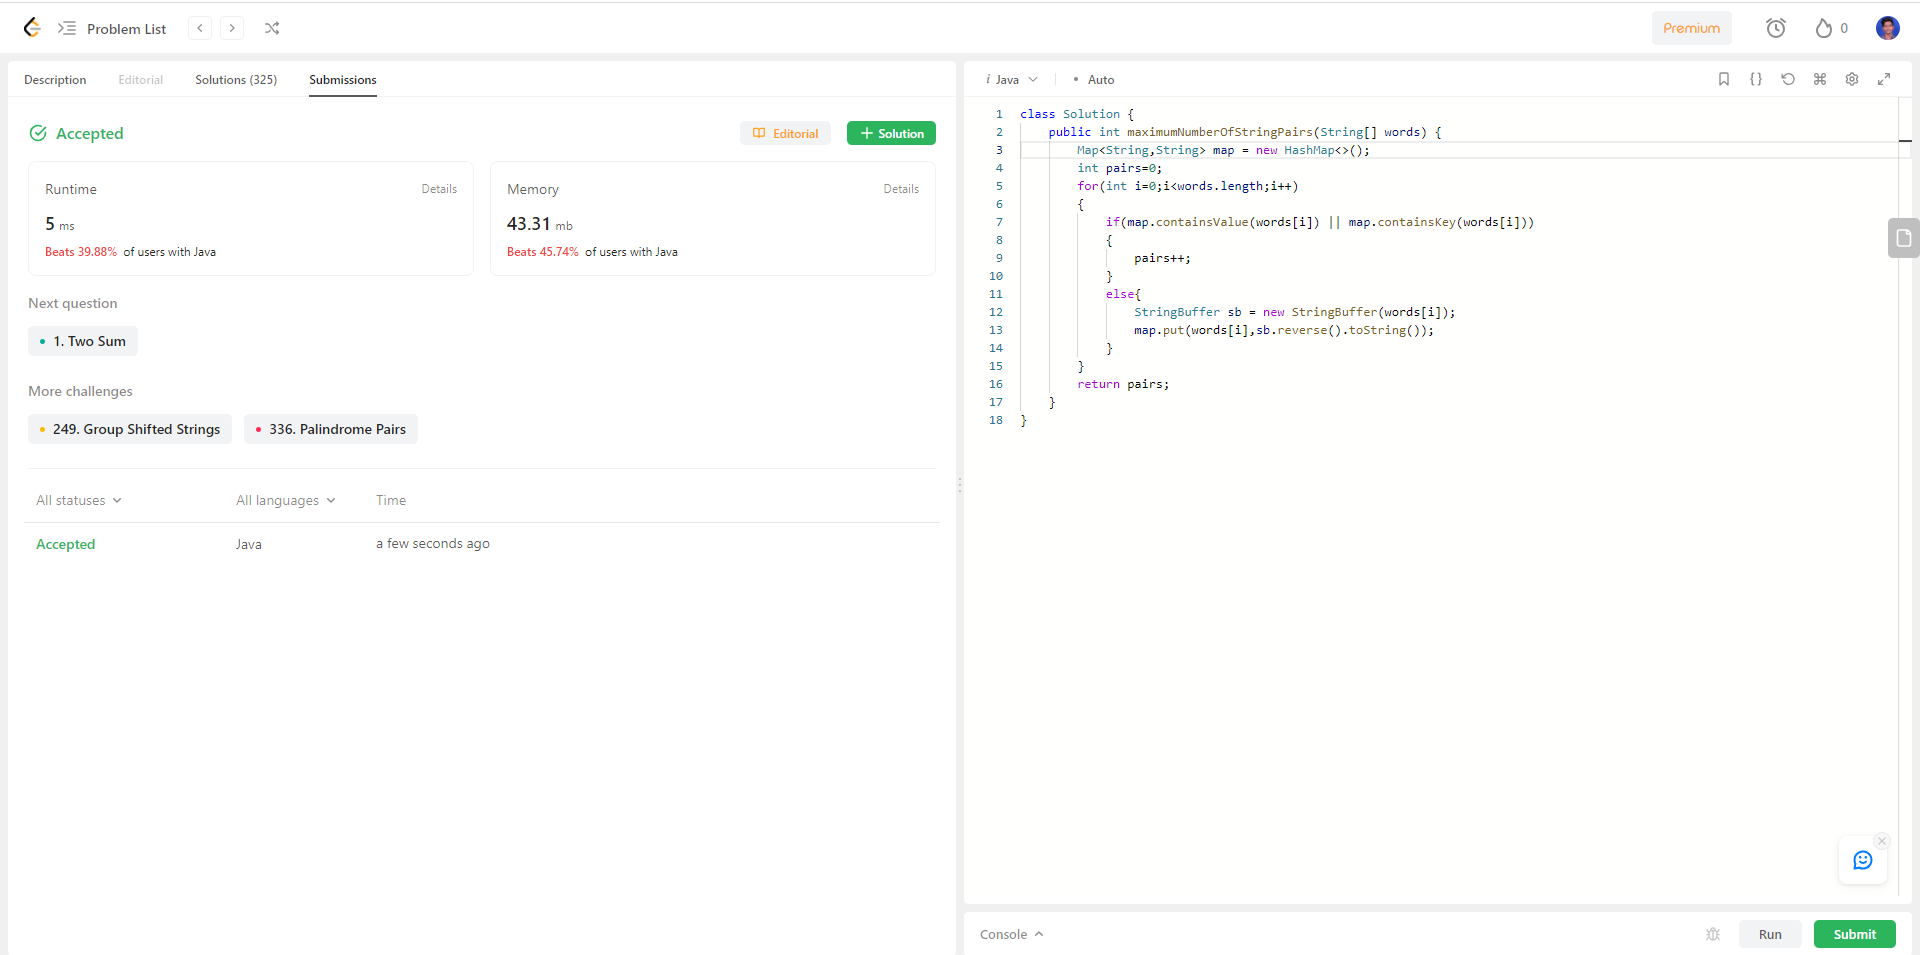 Problem List
Premium
0
Description Editorial Solutions (325) Submissions
Accepted
Editorial
Solution
Runtime Details
5 ms
Beats 39.88% of users with Java
Memory Details
43.31 mb
Beats 45.74% of users with Java
Next question
1. Two Sum
More challenges
249. Group Shifted Strings
336. Palindrome Pairs
All statuses All languages Time
Accepted Java a few seconds ago
i Java • Auto
1 class Solution {
2 public int maximumNumberOfStringPairs(String[] words) {
3 Map<String,String> map = new HashMap<>();
4 int pairs=0;
5 for(int i=0;i<words.length;i++)
6 {
7 if(map.containsValue(words[i]) || map.containsKey(words[i]))
8 {
9 pairs++;
10 }
11 else{
12 StringBuffer sb = new StringBuffer(words[i]);
13 map.put(words[i],sb.reverse().toString());
14 }
15 }
16 return pairs;
17 }
18 }
Console
Run
Submit